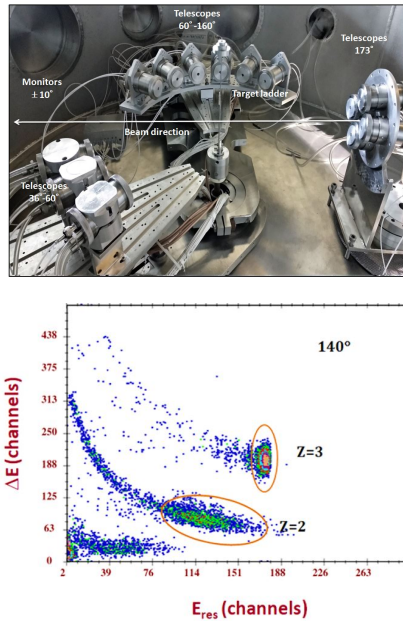 Telescopes
60˚-160˚
Telescopes
173˚
Monitors
± 10˚
Target ladder
Beam direction
Telescopes
36˚-60˚
438
375
313
250
188
125
63
0
ΔE (channels)
140°
Z=3
Z=2
2 39 76 114 151 188 226 263
E_res (channels)